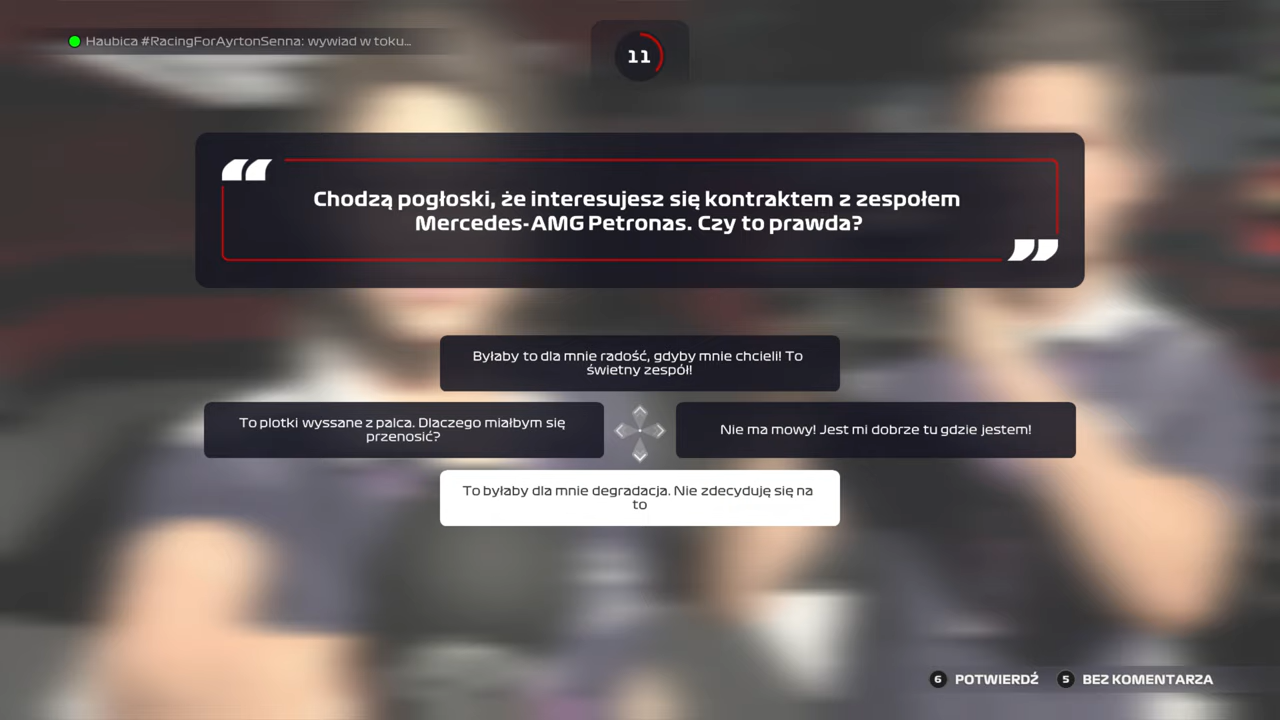 Haubica #RacingForAyrtonSenna: wywiad w toku...
11
Chodzą pogłoski, że interesujesz się kontraktem z zespołem
Mercedes-AMG Petronas. Czy to prawda?
Byłaby to dla mnie radość, gdyby mnie chcieli! To
świetny zespół!
To plotki wyssane z palca. Dlaczego miałbym się
przenosić?
Nie ma mowy! Jest mi dobrze tu gdzie jestem!
To byłaby dla mnie degradacja. Nie zdecyduję się na
to
6 POTWIERDŹ 5 BEZ KOMENTARZA